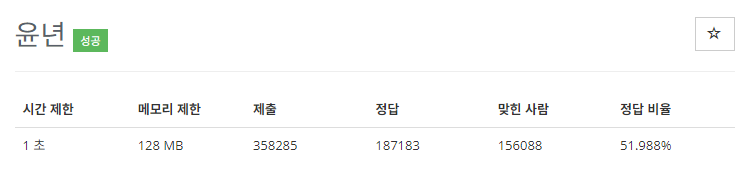 윤년 성공
☆
시간 제한 메모리 제한 제출 정답 맞힌 사람 정답 비율
1 초 128 MB 358285 187183 156088 51.988%